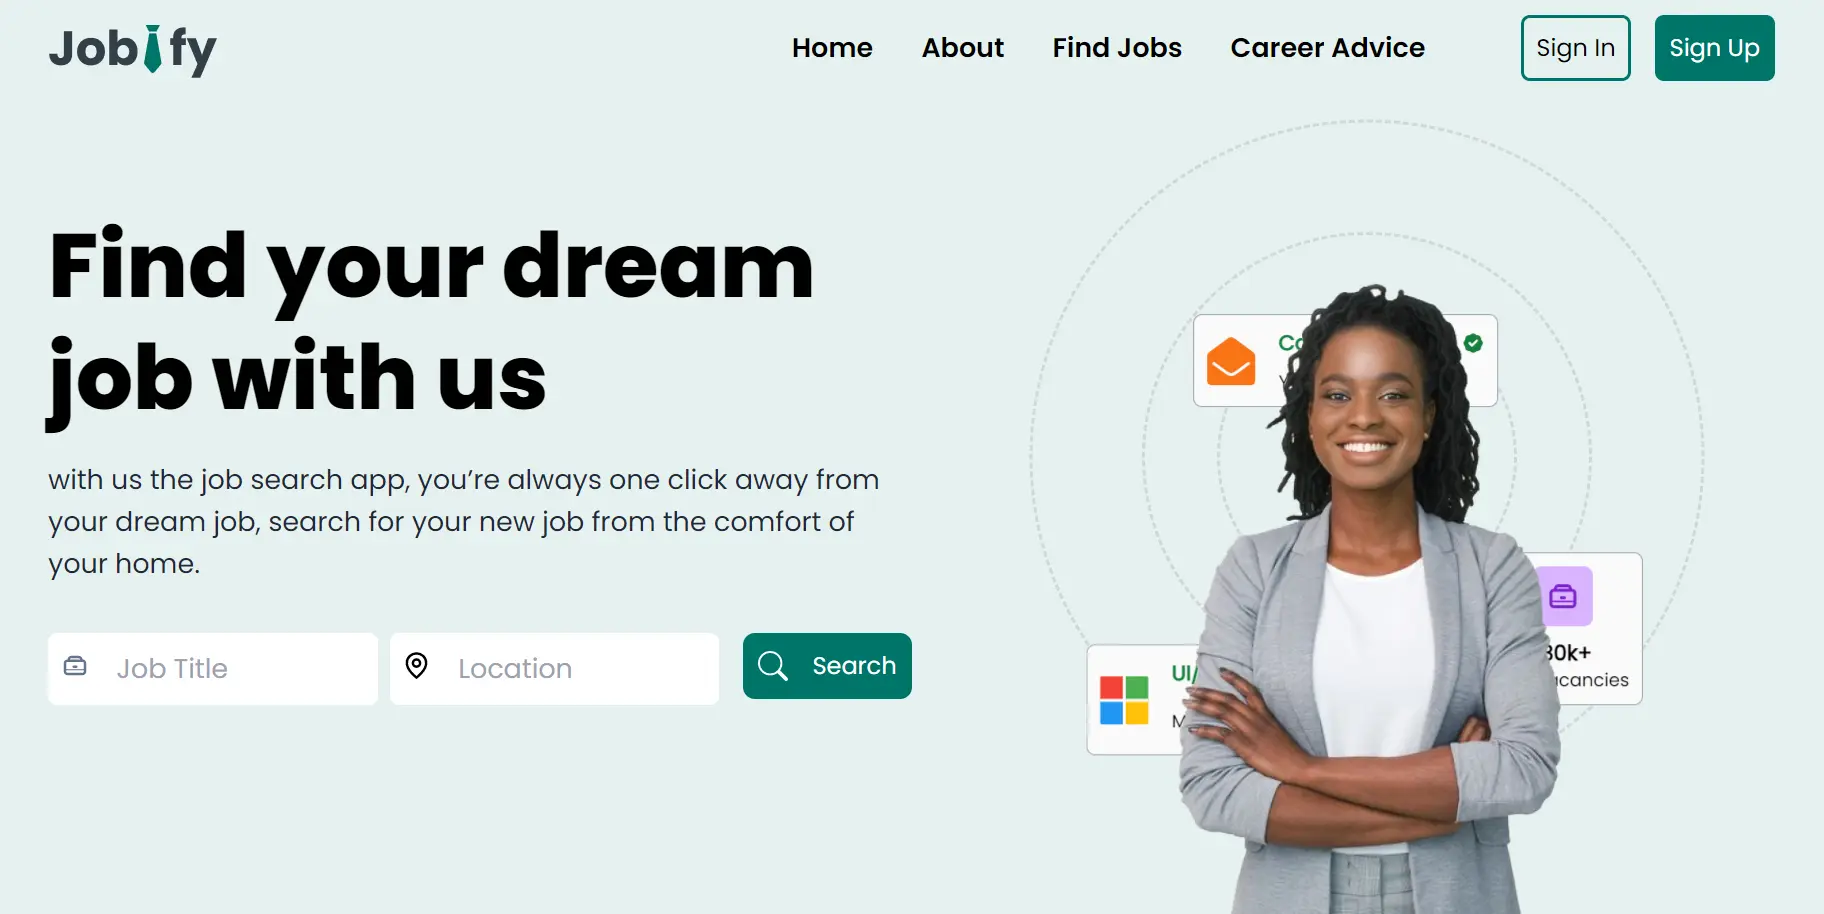 Jobify
Home
About
Find Jobs
Career Advice
Sign In
Sign Up
Find your dream
job with us
with us the job search app, you’re always one click away from
your dream job, search for your new job from the comfort of
your home.
Job Title
Location
Search
UI/
30k+